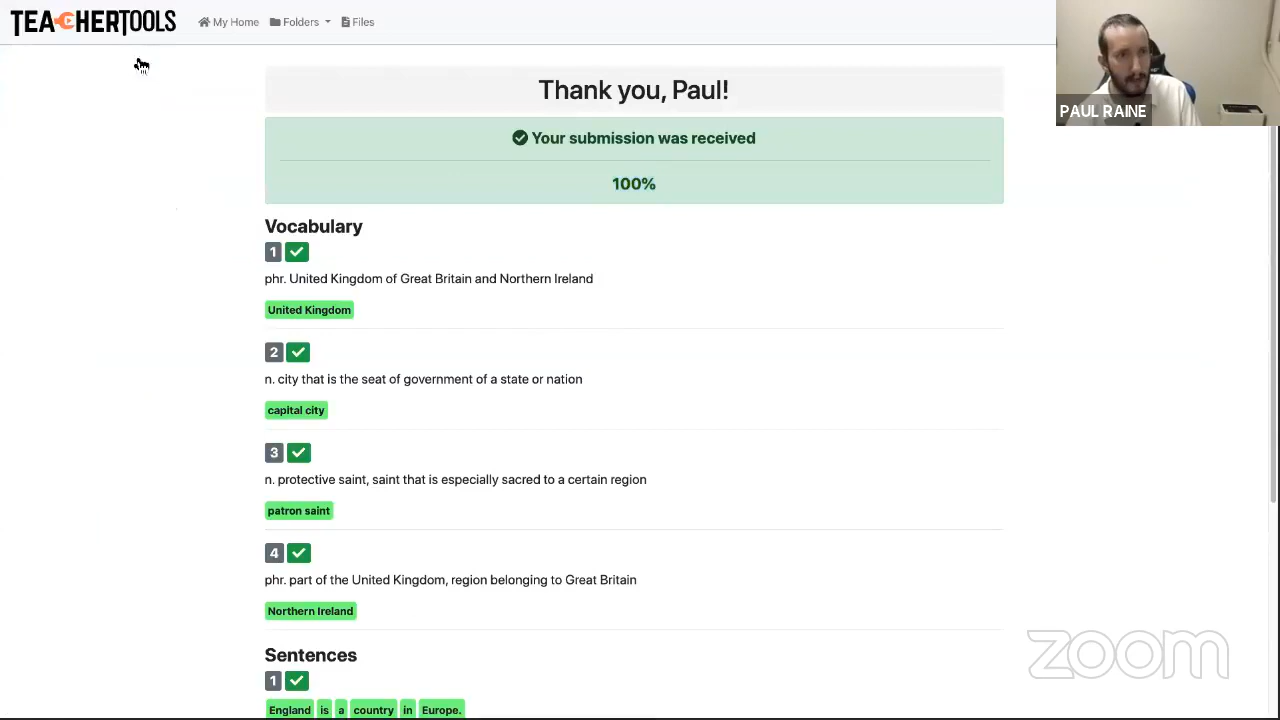 TEACHERTOOLS My Home Folders Files
PAUL RAINE
Thank you, Paul!
Your submission was received
100%
Vocabulary
1
phr. United Kingdom of Great Britain and Northern Ireland
United Kingdom
2
n. city that is the seat of government of a state or nation
capital city
3
n. protective saint, saint that is especially sacred to a certain region
patron saint
4
phr. part of the United Kingdom, region belonging to Great Britain
Northern Ireland
Sentences
1
England is a country in Europe.
zoom